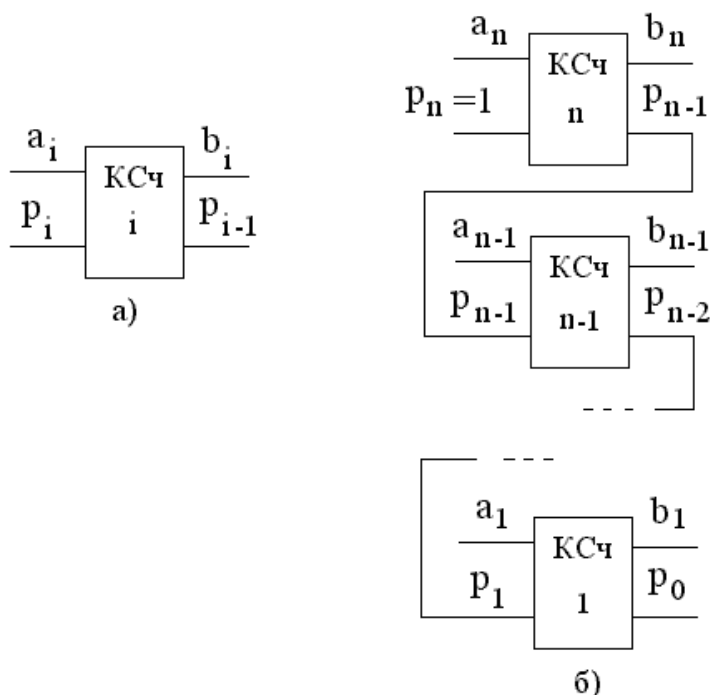 a_i b_i
КСч
p_i i p_{i-1}
а)
a_n b_n
КСч
p_n =1 n p_{n-1}
a_{n-1} b_{n-1}
КСч
p_{n-1} n-1 p_{n-2}
a_1 b_1
КСч
p_1 1 p_0
б)